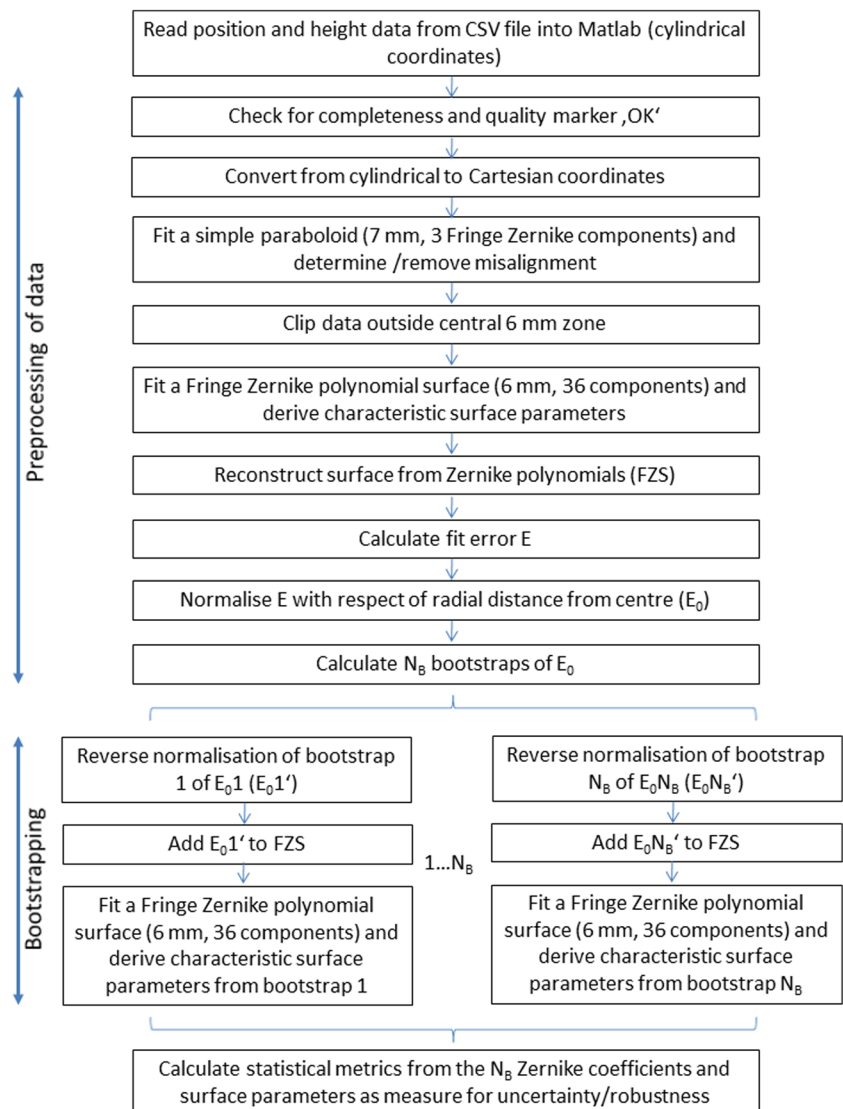 Read position and height data from CSV file into Matlab (cylindrical
coordinates)
Check for completeness and quality marker ‚OK‘
Convert from cylindrical to Cartesian coordinates
Fit a simple paraboloid (7 mm, 3 Fringe Zernike components) and
determine /remove misalignment
Clip data outside central 6 mm zone
Fit a Fringe Zernike polynomial surface (6 mm, 36 components) and
derive characteristic surface parameters
Reconstruct surface from Zernike polynomials (FZS)
Calculate fit error E
Normalise E with respect of radial distance from centre (E₀)
Calculate N_B bootstraps of E₀
Preprocessing of data
Reverse normalisation of bootstrap
1 of E₀1 (E₀1‘)
Add E₀1‘ to FZS
Fit a Fringe Zernike polynomial
surface (6 mm, 36 components) and
derive characteristic surface
parameters from bootstrap 1
1...N_B
Reverse normalisation of bootstrap
N_B of E₀N_B (E₀N_B‘)
Add E₀N_B‘ to FZS
Fit a Fringe Zernike polynomial
surface (6 mm, 36 components) and
derive characteristic surface
parameters from bootstrap N_B
Bootstrapping
Calculate statistical metrics from the N_B Zernike coefficients and
surface parameters as measure for uncertainty/robustness